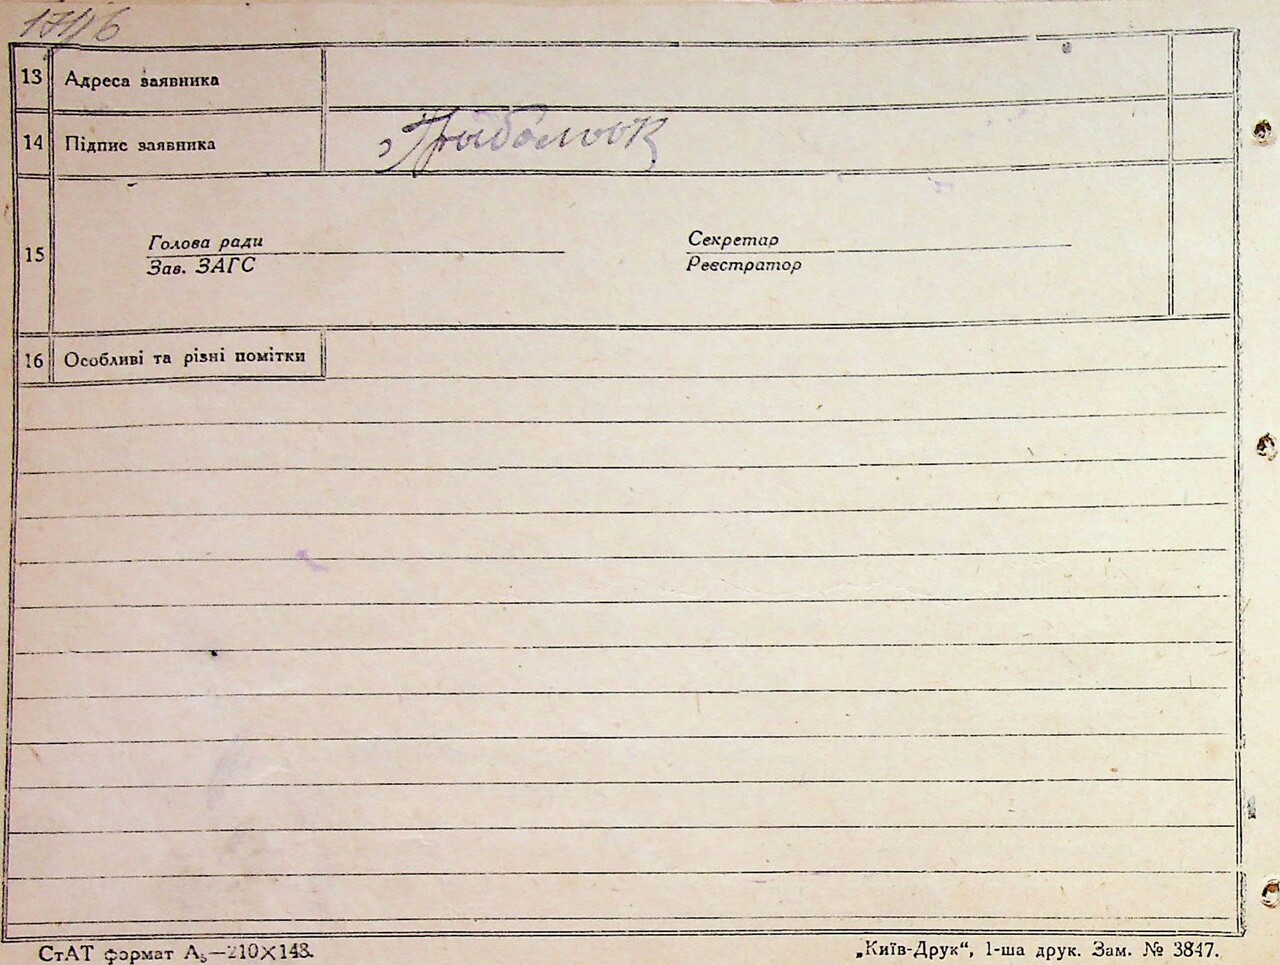 13 Адреса заявника
14 Підпис заявника
15
Голова ради
Зав. ЗАГС
Секретар
Реєстратор
16 Особливі та різні помітки
СтАТ формат А₅—210×148.
„Київ-Друк“, 1-ша друк. Зам. № 3847.